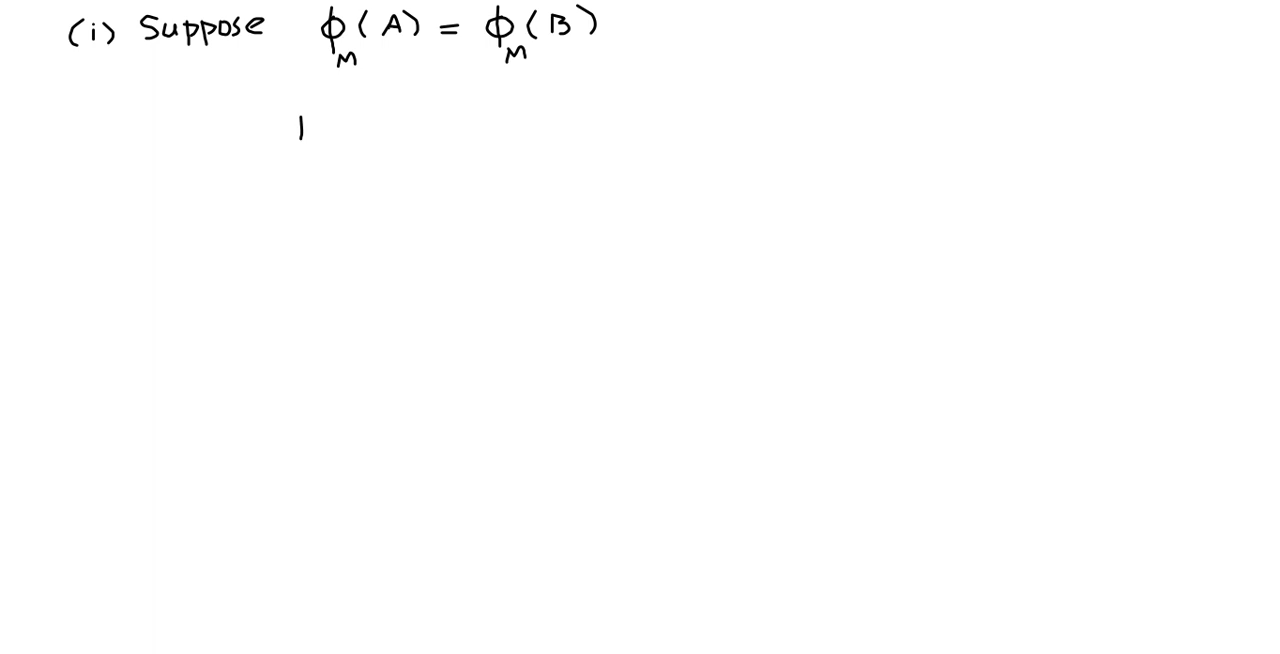 (i) Suppose ϕ_M(A) = ϕ_M(B)